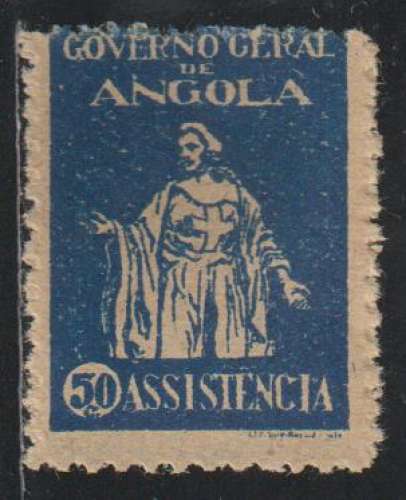 GOVERNO GERAL
DE
ANGOLA
50 ASSISTENCIA